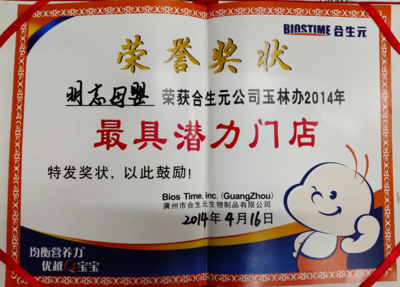 BIOSTIME 合生元
荣誉奖状
明志母婴 荣获合生元公司玉林办2014年
最具潜力门店
特发奖状，以此鼓励！
Bios Time, inc. (GuangZhou)
廣州市合生元生物制品有限公司
2014年4月16日
均衡营养力
优越Q宝宝